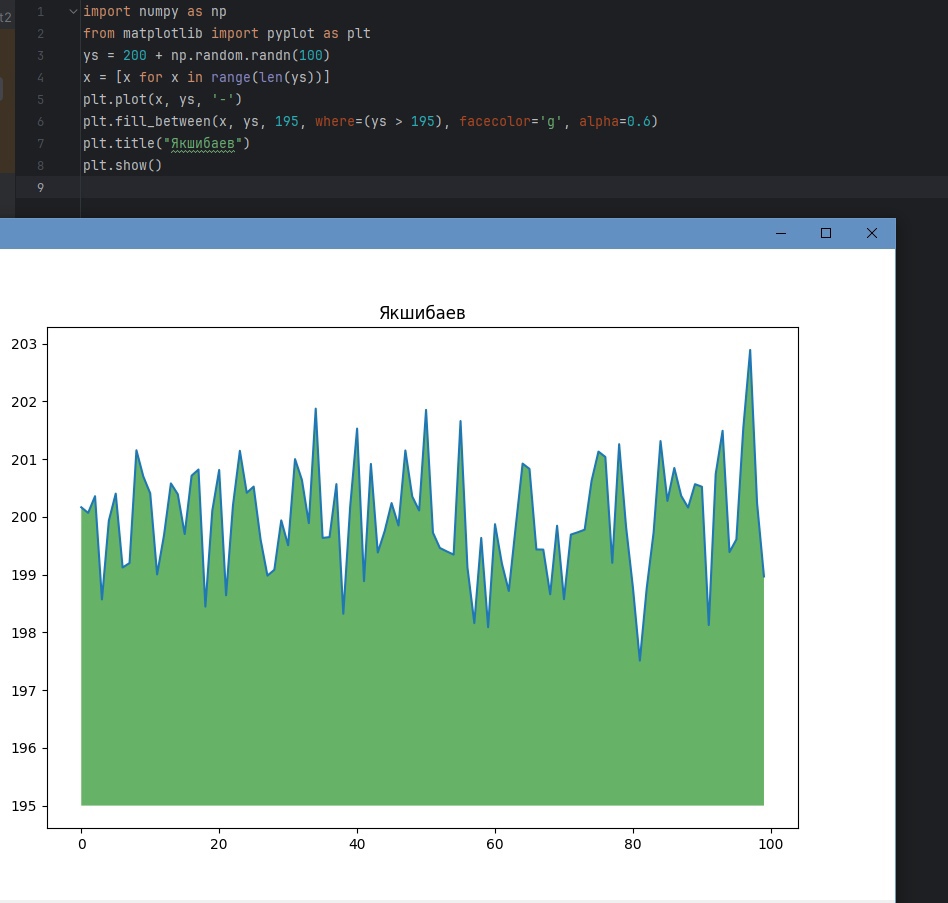 t2
1 import numpy as np
2 from matplotlib import pyplot as plt
3 ys = 200 + np.random.randn(100)
4 x = [x for x in range(len(ys))]
5 plt.plot(x, ys, '-')
6 plt.fill_between(x, ys, 195, where=(ys > 195), facecolor='g', alpha=0.6)
7 plt.title("Якшибаев")
8 plt.show()
9
Якшибаев
203
202
201
200
199
198
197
196
195
0 20 40 60 80 100